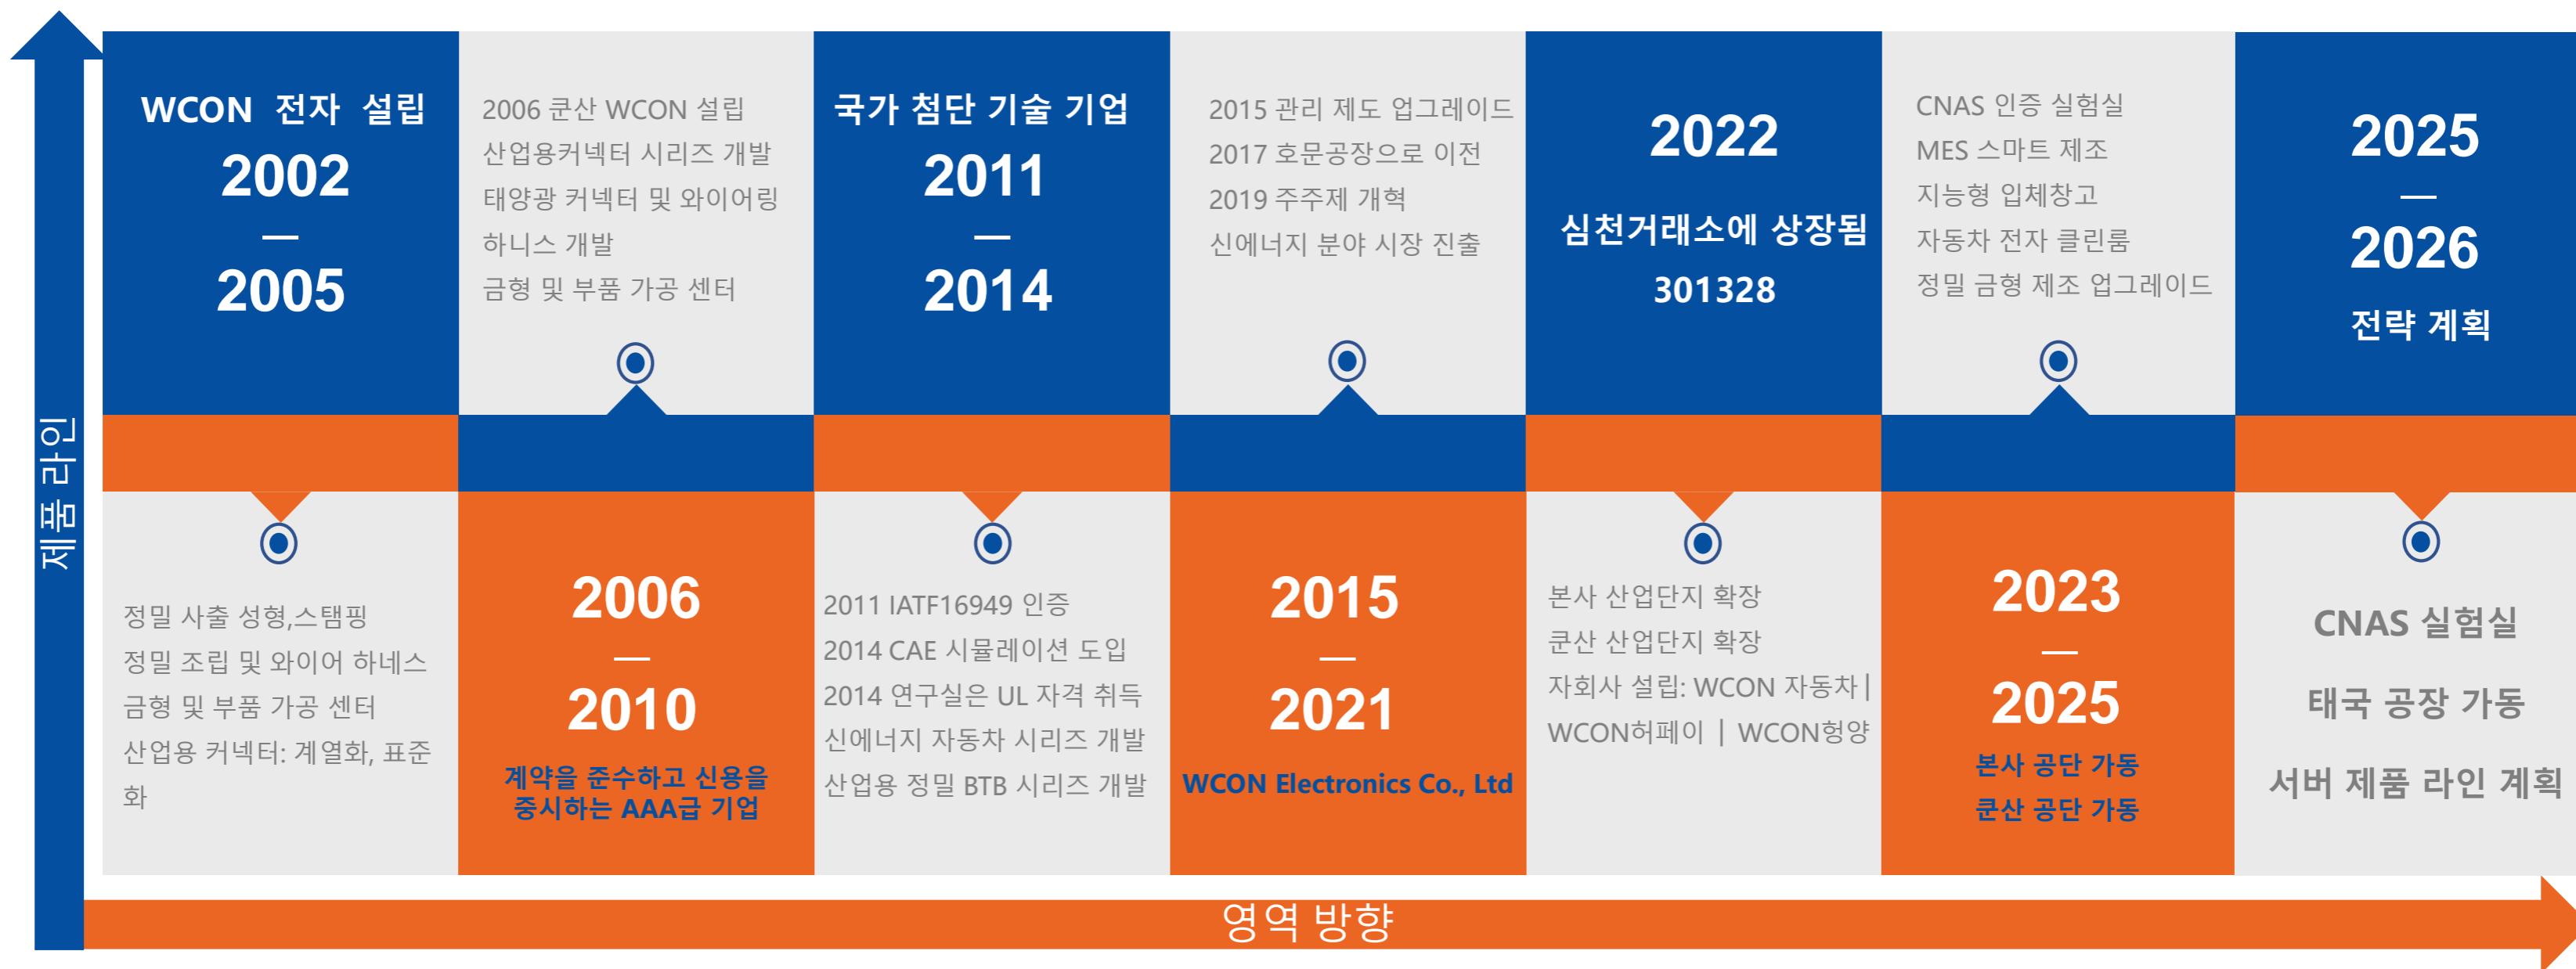 WCON 전자 설립
2002
—
2005
정밀 사출 성형,스탬핑
정밀 조립 및 와이어 하네스
금형 및 부품 가공 센터
산업용 커넥터: 계열화, 표준
화
2006 쿤산 WCON 설립
산업용커넥터 시리즈 개발
태양광 커넥터 및 와이어링
하니스 개발
금형 및 부품 가공 센터
2006
—
2010
계약을 준수하고 신용을
중시하는 AAA급 기업
국가 첨단 기술 기업
2011
—
2014
2011 IATF16949 인증
2014 CAE 시뮬레이션 도입
2014 연구실은 UL 자격 취득
신에너지 자동차 시리즈 개발
산업용 정밀 BTB 시리즈 개발
2015 관리 제도 업그레이드
2017 호문공장으로 이전
2019 주주제 개혁
신에너지 분야 시장 진출
2015
—
2021
WCON Electronics Co., Ltd
2022
심천거래소에 상장됨
301328
본사 산업단지 확장
쿤산 산업단지 확장
자회사 설립: WCON 자동차|
WCON허페이 | WCON헝양
CNAS 인증 실험실
MES 스마트 제조
지능형 입체창고
자동차 전자 클린룸
정밀 금형 제조 업그레이드
2023
—
2025
본사 공단 가동
쿤산 공단 가동
2025
—
2026
전략 계획
CNAS 실험실
태국 공장 가동
서버 제품 라인 계획
제품 라인
영역 방향